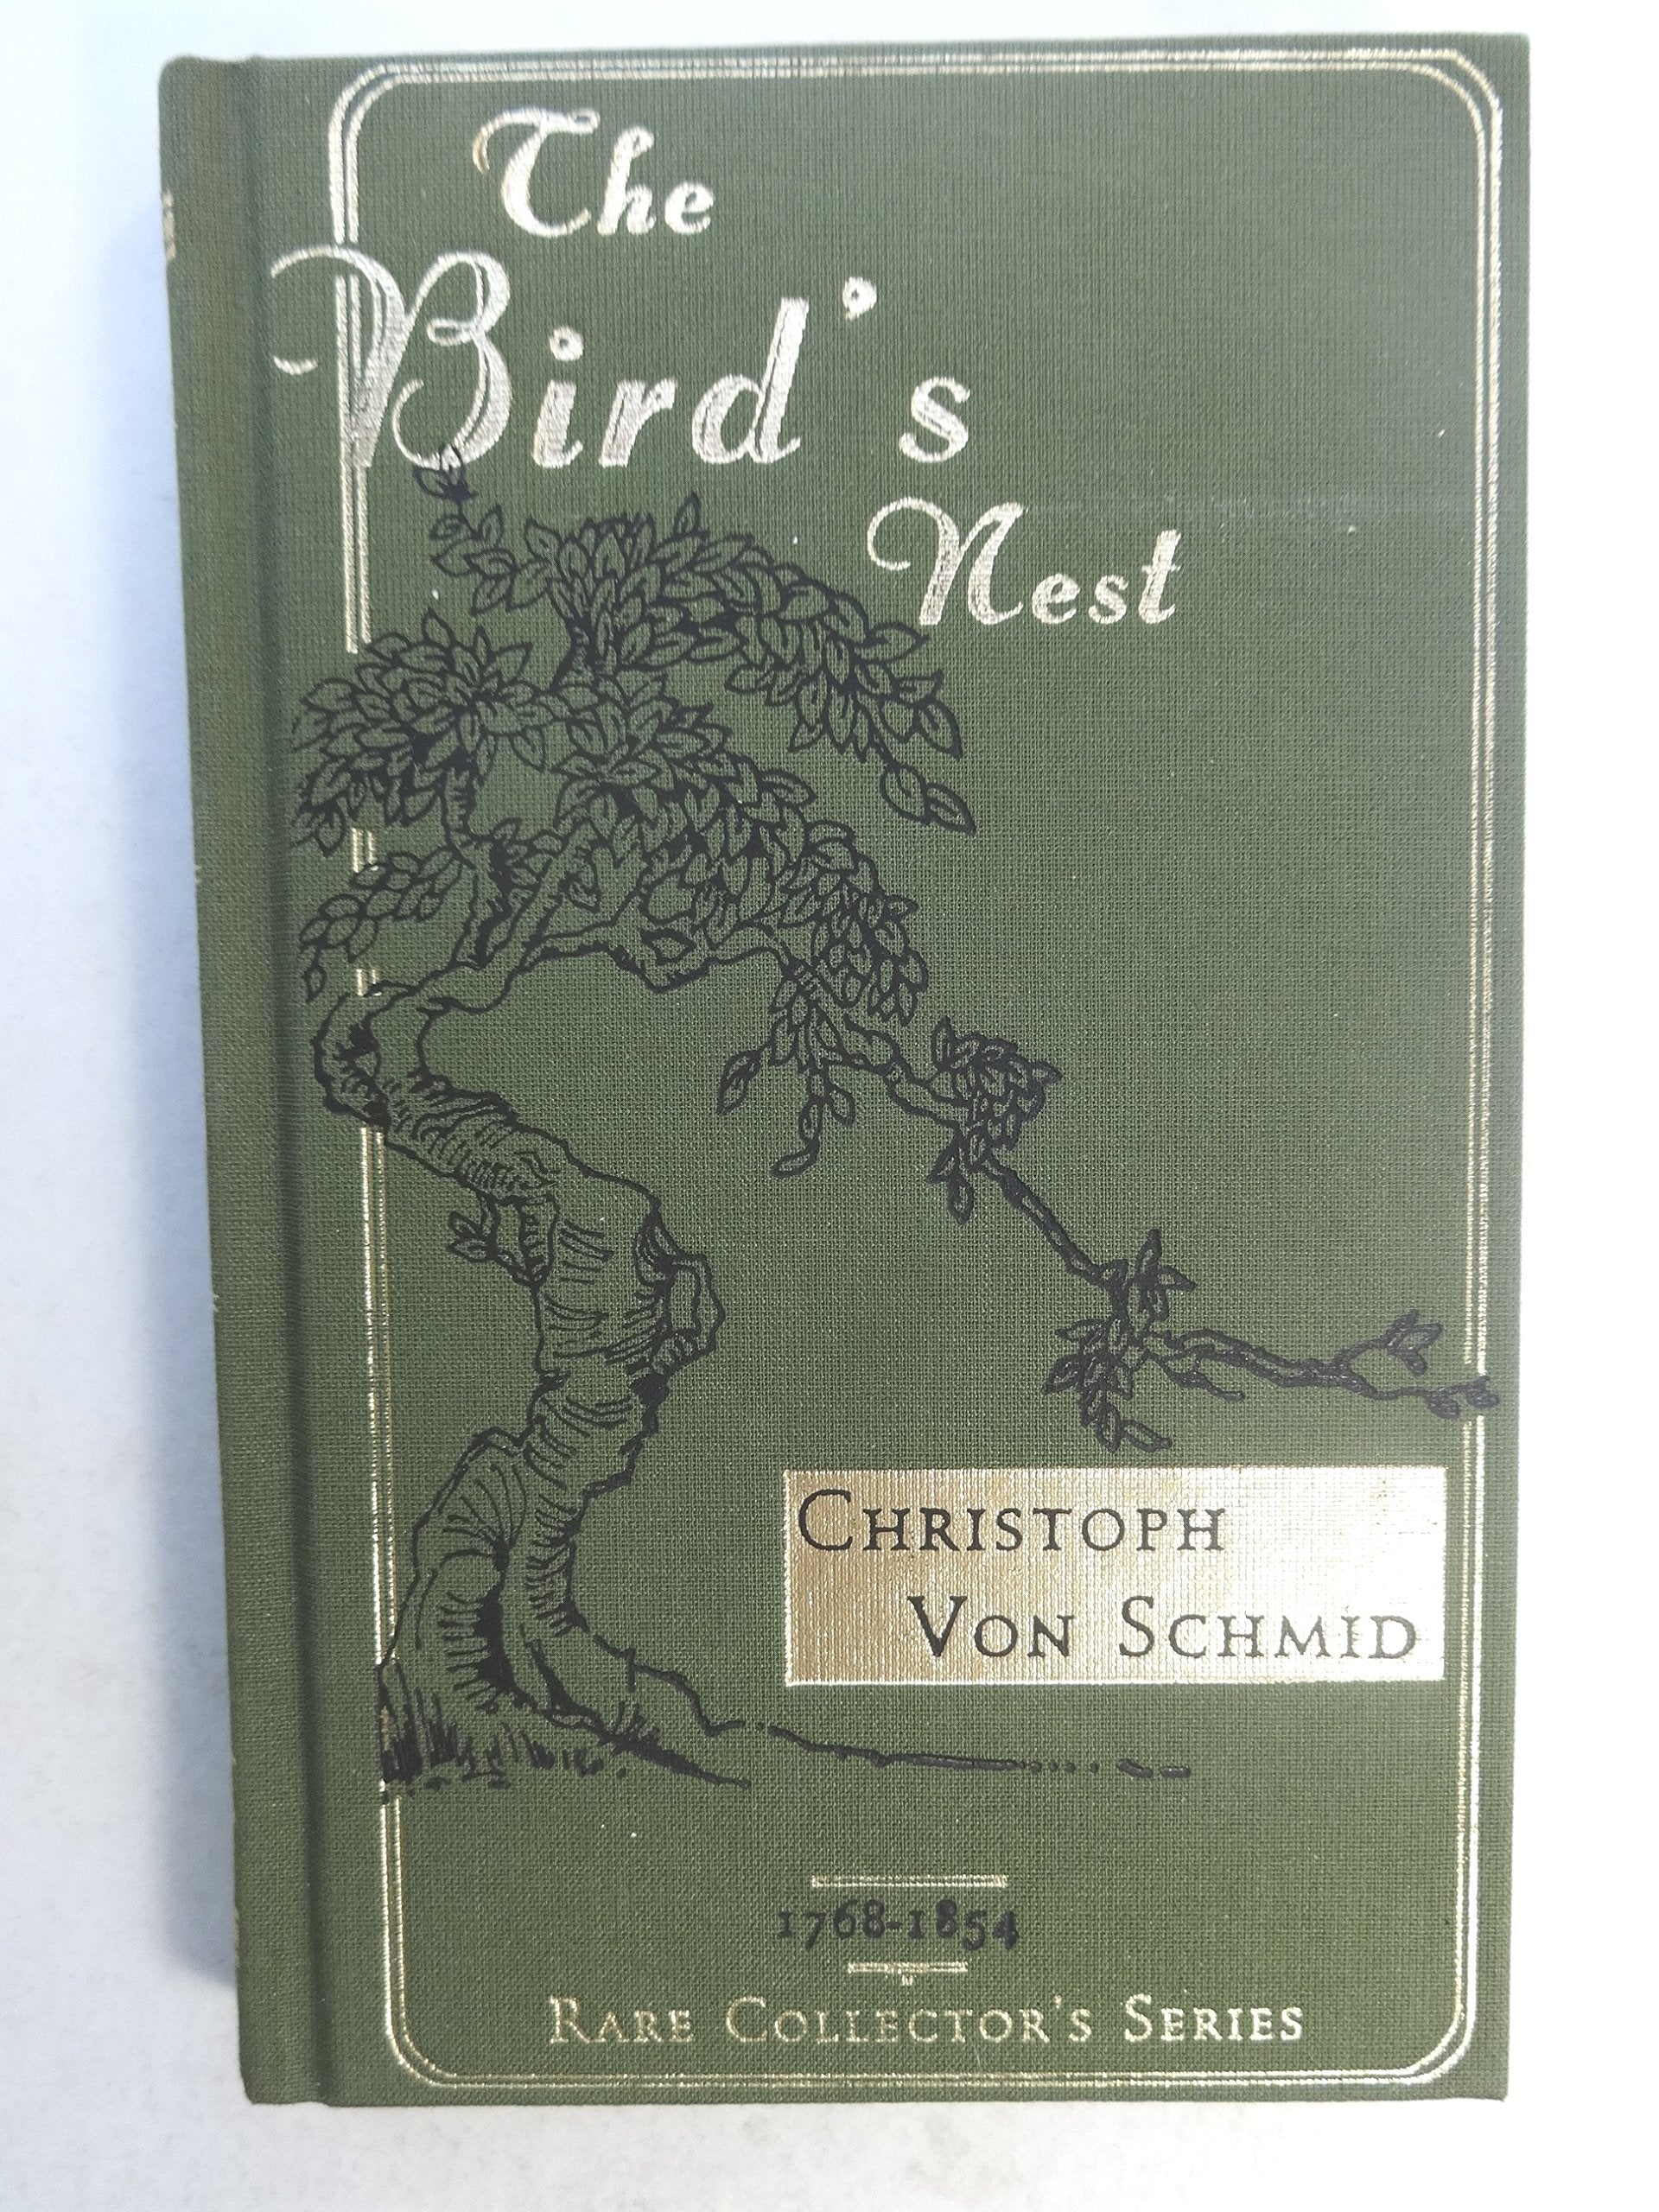 The
Bird's
Nest
Christoph
Von Schmid
1768-1854
Rare Collector's Series